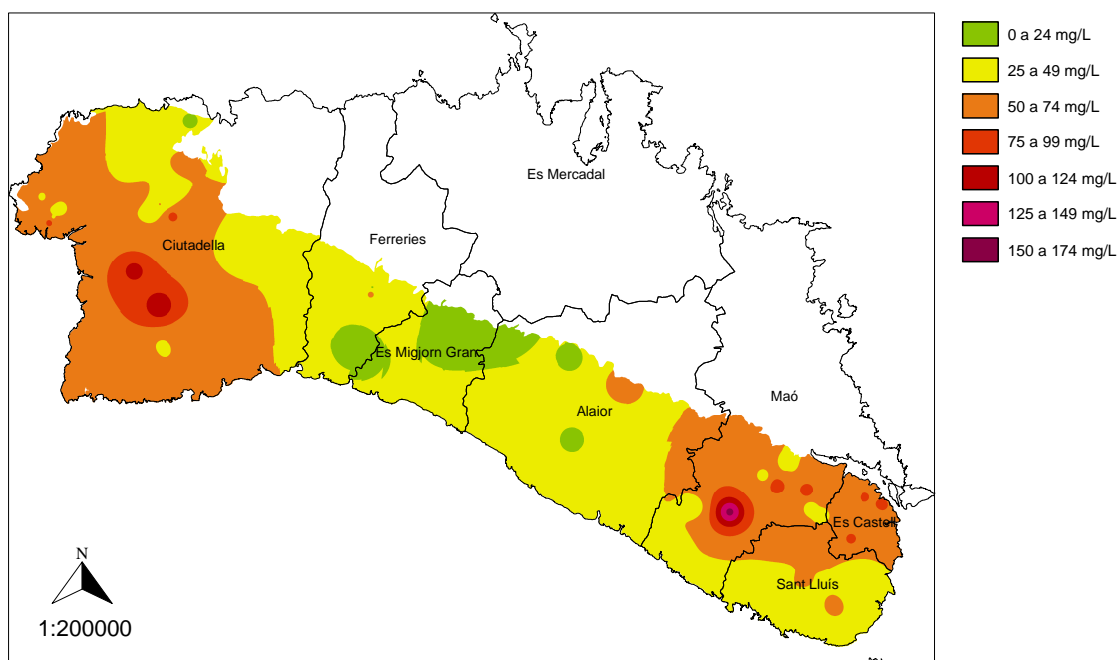 0 a 24 mg/L
25 a 49 mg/L
50 a 74 mg/L
75 a 99 mg/L
100 a 124 mg/L
125 a 149 mg/L
150 a 174 mg/L
Es Mercadal
Ferreries
Ciutadella
Es Migjorn Gran
Alaior
Maó
Es Castell
Sant Lluís
N
1:200000